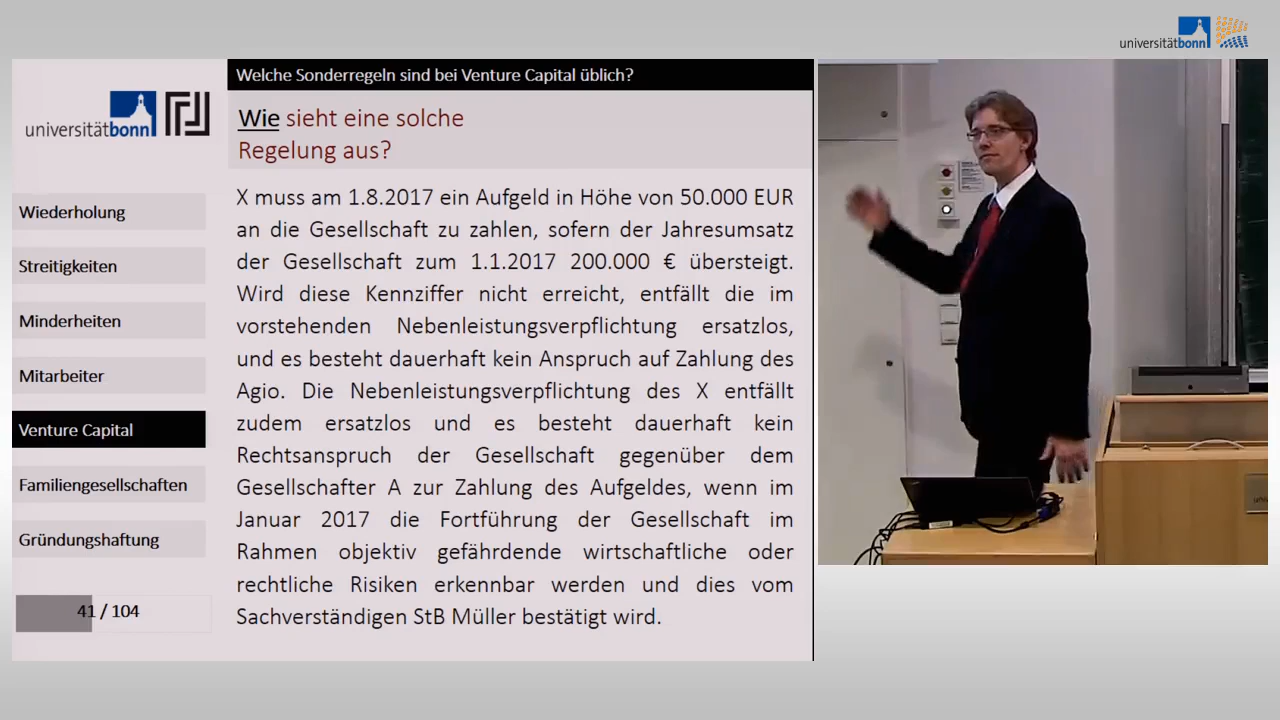 universitätbonn
Welche Sonderregeln sind bei Venture Capital üblich?
universitätbonn
Wie sieht eine solche
Regelung aus?
Wiederholung
Streitigkeiten
Minderheiten
Mitarbeiter
Venture Capital
Familiengesellschaften
Gründungshaftung
41 / 104
X muss am 1.8.2017 ein Aufgeld in Höhe von 50.000 EUR
an die Gesellschaft zu zahlen, sofern der Jahresumsatz
der Gesellschaft zum 1.1.2017 200.000 € übersteigt.
Wird diese Kennziffer nicht erreicht, entfällt die im
vorstehenden Nebenleistungsverpflichtung ersatzlos,
und es besteht dauerhaft kein Anspruch auf Zahlung des
Agio. Die Nebenleistungsverpflichtung des X entfällt
zudem ersatzlos und es besteht dauerhaft kein
Rechtsanspruch der Gesellschaft gegenüber dem
Gesellschafter A zur Zahlung des Aufgeldes, wenn im
Januar 2017 die Fortführung der Gesellschaft im
Rahmen objektiv gefährdende wirtschaftliche oder
rechtliche Risiken erkennbar werden und dies vom
Sachverständigen StB Müller bestätigt wird.